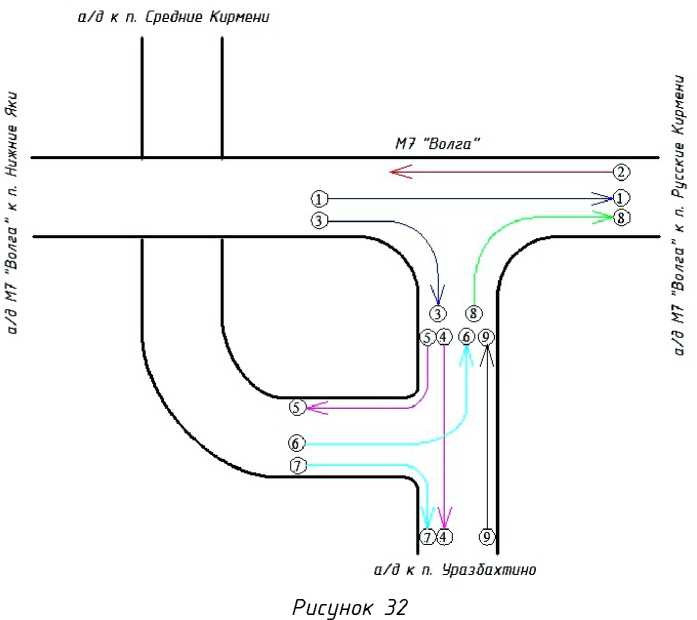 а/д к п. Средние Кирмени
а/д М7 "Волга" к п. Нижние Яки
М7 "Волга"
а/д М7 "Волга" к п. Русские Кирмени
2
1 1
3 8
3 8
5 4 6 9
5
6
7
7 4 9
а/д к п. Уразбахтино
Рисунок 32